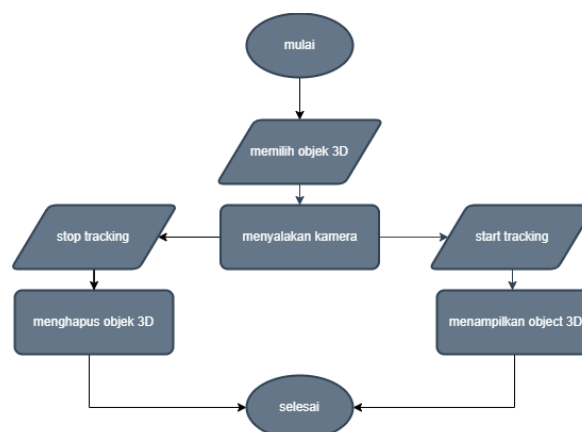 mulai
memilih objek 3D
stop tracking
menyalakan kamera
start tracking
menghapus objek 3D
menampilkan object 3D
selesai